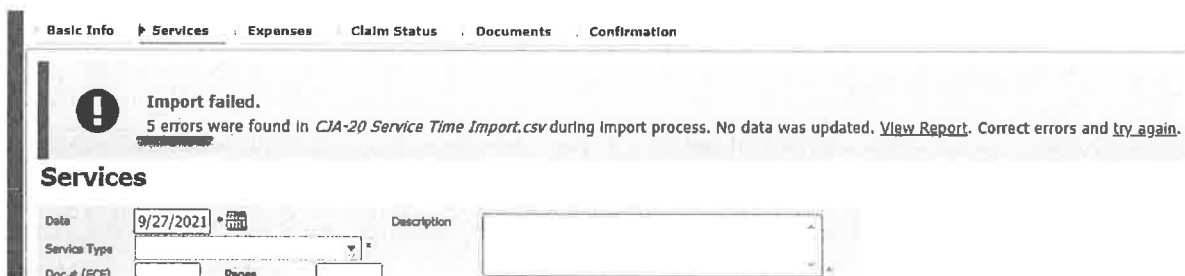 Basic Info Services Expenses Claim Status Documents Confirmation
Import failed.
5 errors were found in CJA-20 Service Time Import.csv during import process. No data was updated. View Report. Correct errors and try again.
Services
Date 9/27/2021 * Description
Service Type *
Doc.# (ECF) Pages